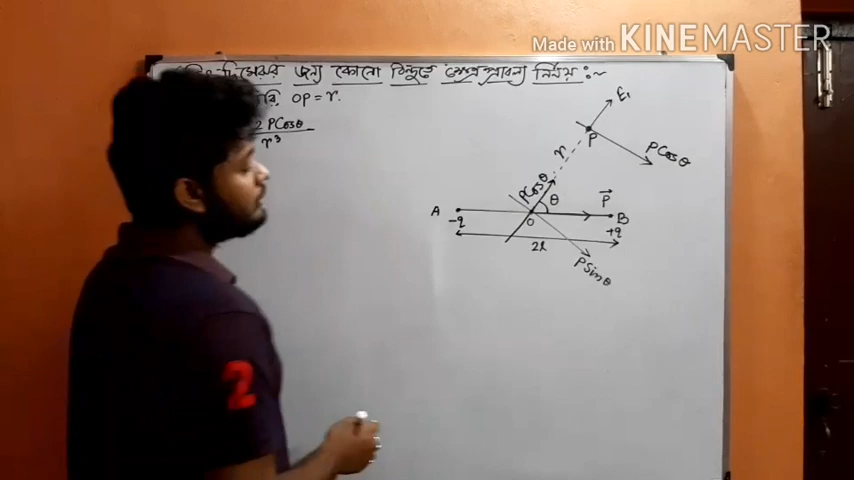 Made with KINEMASTER
জন্য কোনো বিন্দুতে ক্ষেত্র প্রাবল্য নির্ণয় :~
OP = r.
2 PCosθ
r³
E₁
P
PCosθ
r
PCosθ
θ
P⃗
A
-q
O
B
+q
2l
PSinθ
2